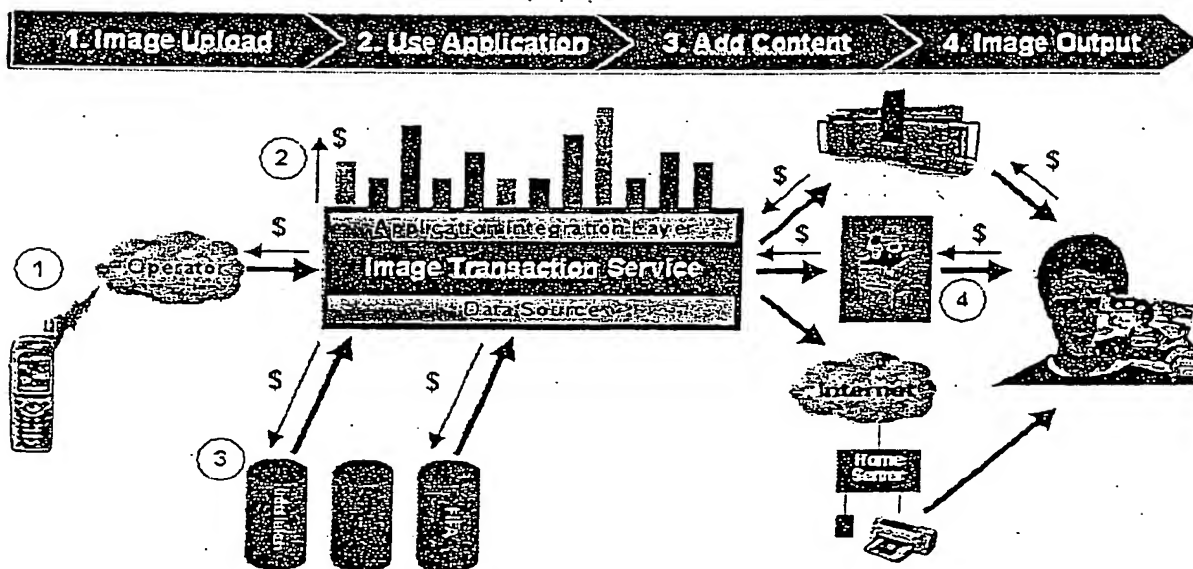 1. Image Upload
2. Use Application
3. Add Content
4. Image Output
2
$
$
$
Application Integration Layer
$
$
$
1
Operator
Image Transaction Service
4
Data Source
$
$
Internet
3
Home
Server
FIFA